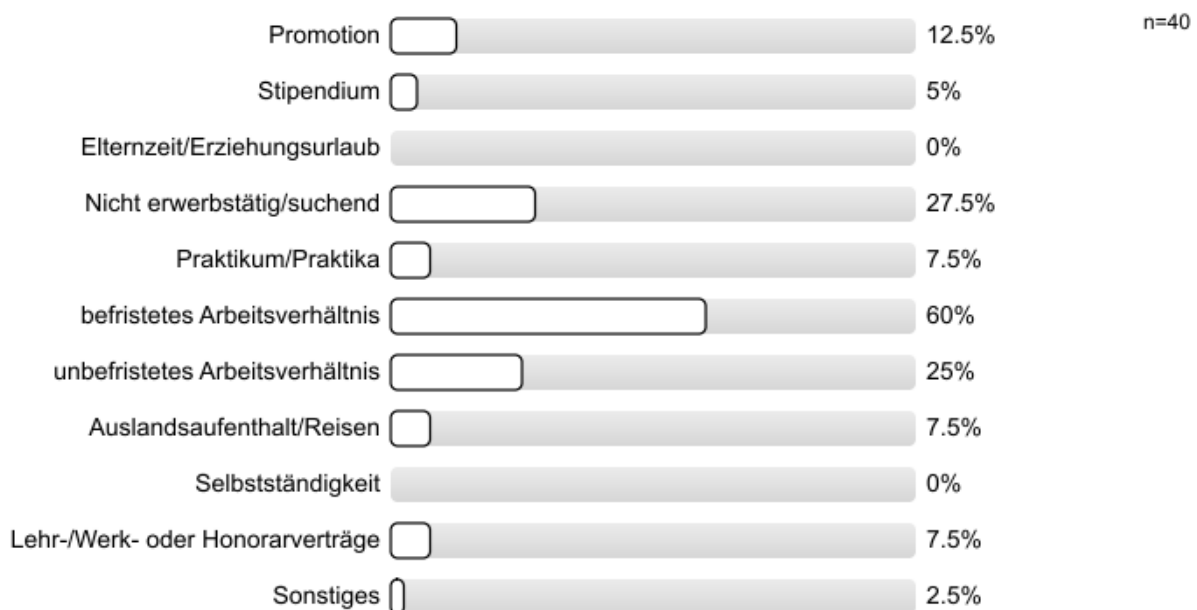 n=40
Promotion 12.5%
Stipendium 5%
Elternzeit/Erziehungsurlaub 0%
Nicht erwerbstätig/suchend 27.5%
Praktikum/Praktika 7.5%
befristetes Arbeitsverhältnis 60%
unbefristetes Arbeitsverhältnis 25%
Auslandsaufenthalt/Reisen 7.5%
Selbstständigkeit 0%
Lehr-/Werk- oder Honorarverträge 7.5%
Sonstiges 2.5%